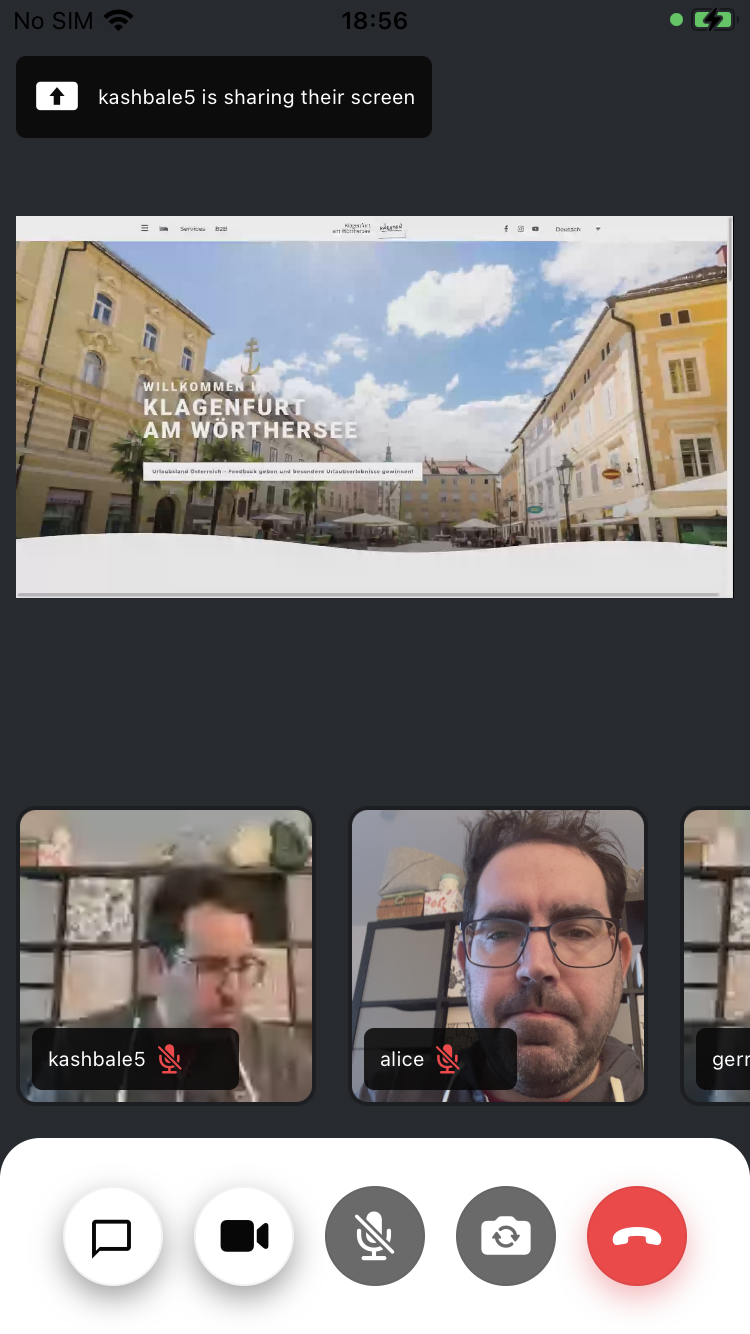 No SIM
18:56
kashbale5 is sharing their screen
Services B2B
Klagenfurt
am Wörthersee
Deutsch
WILLKOMMEN IN
KLAGENFURT
AM WÖRTHERSEE
Urlaubsland Österreich – Feedback geben und besondere Urlaubserlebnisse gewinnen!
kashbale5
alice
gerr